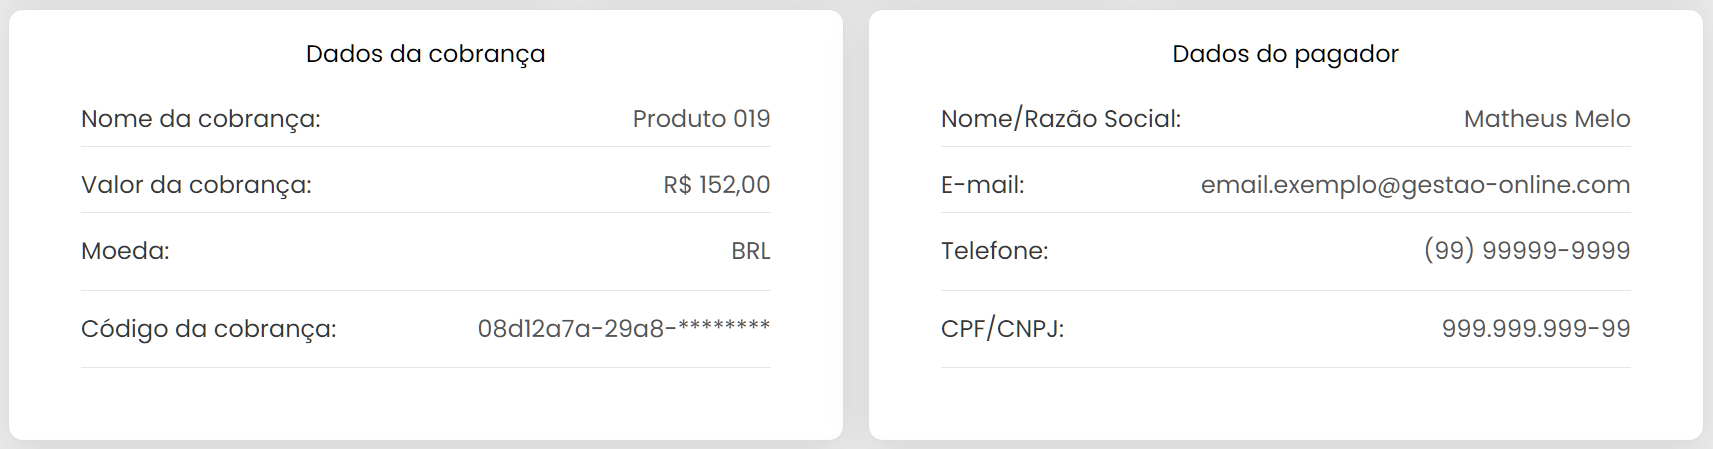 Dados da cobrança
Nome da cobrança: Produto 019
Valor da cobrança: R$ 152,00
Moeda: BRL
Código da cobrança: 08d12a7a-29a8-********
Dados do pagador
Nome/Razão Social: Matheus Melo
E-mail: email.exemplo@gestao-online.com
Telefone: (99) 99999-9999
CPF/CNPJ: 999.999.999-99